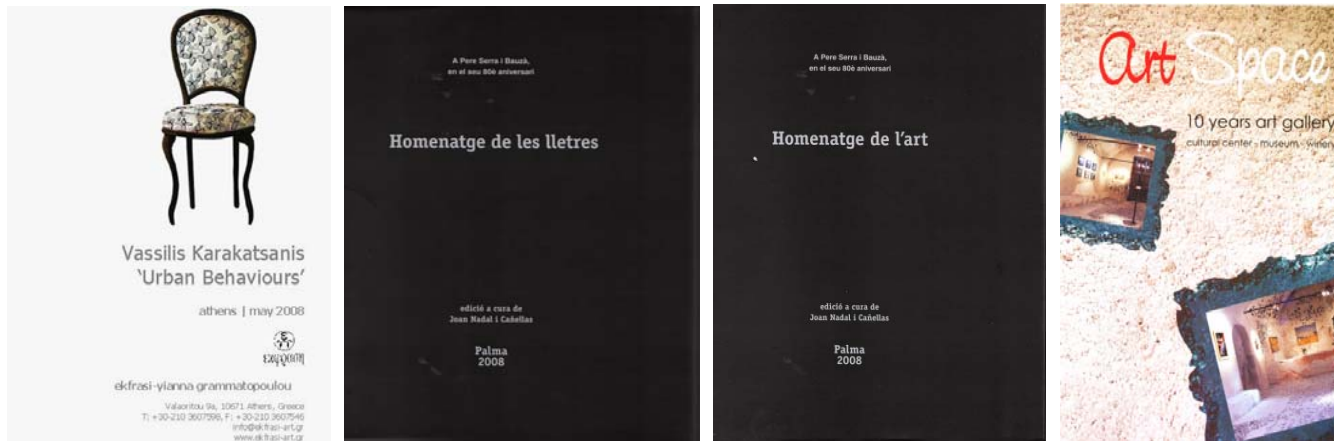 Vassilis Karakatsanis
'Urban Behaviours'
athens | may 2008
ekfrasi-yianna grammatopoulou
Valaoritou 9a, 10671 Athens, Greece
T: +30-210 3607598, F: +30-210 3607546
info@ekfrasi-art.gr
www.ekfrasi-art.gr
A Pere Serra i Bauzà,
en el seu 80è aniversari
Homenatge de les lletres
edició a cura de
Joan Nadal i Cañellas
Palma
2008
A Pere Serra i Bauzà,
en el seu 80è aniversari
Homenatge de l'art
edició a cura de
Joan Nadal i Cañellas
Palma
2008
Art Space
10 years art gallery
cultural center - museum - winery